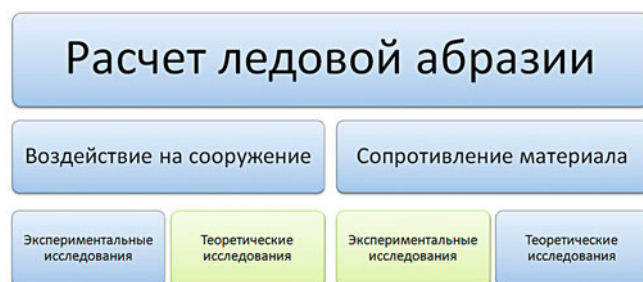 Расчет ледовой абразии
Воздействие на сооружение
Сопротивление материала
Экспериментальные
исследования
Теоретические
исследования
Экспериментальные
исследования
Теоретические
исследования